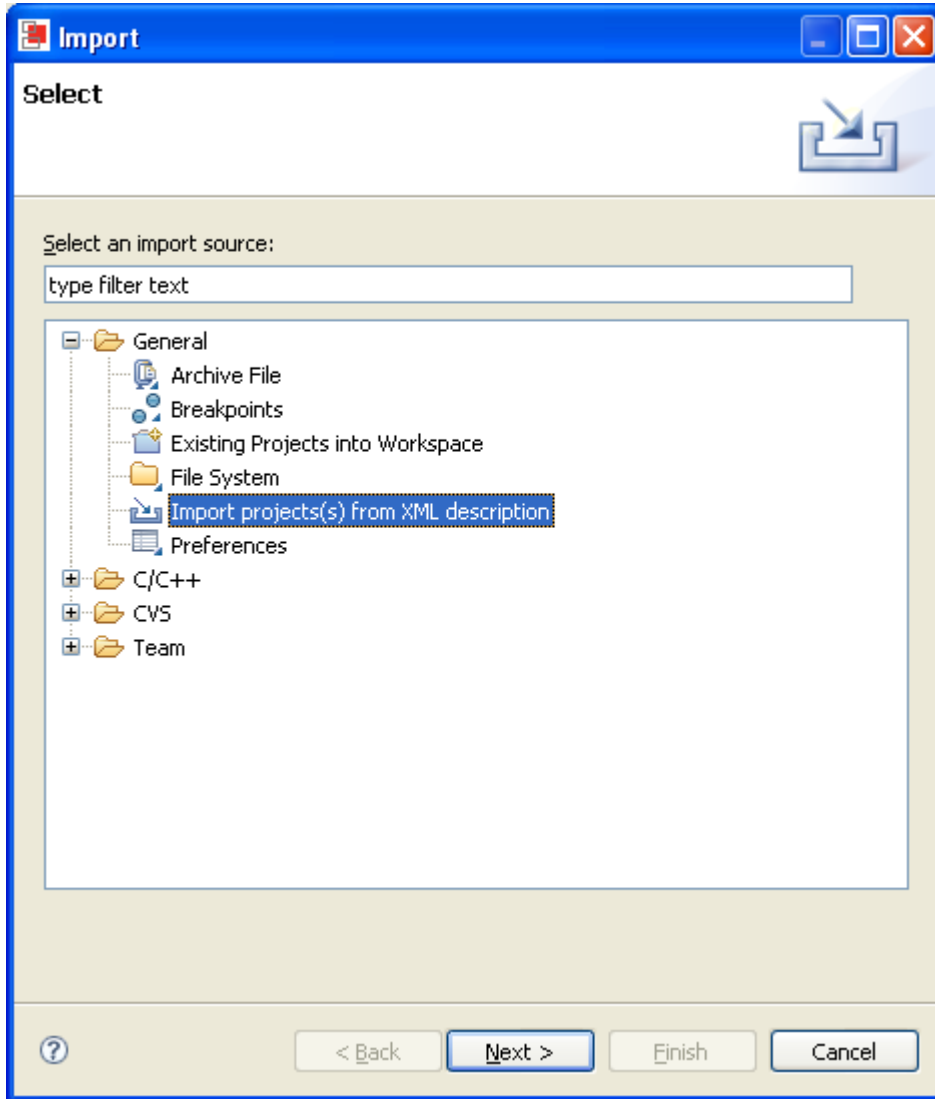 Import
Select
Select an import source:
type filter text
General
Archive File
Breakpoints
Existing Projects into Workspace
File System
Import projects(s) from XML description
Preferences
C/C++
CVS
Team
< Back Next > Finish Cancel